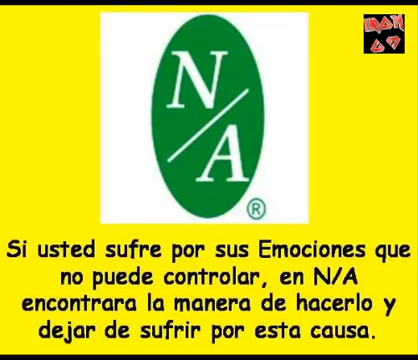 IRON
69
N/A
®
Si usted sufre por sus Emociones que
no puede controlar, en N/A
encontrara la manera de hacerlo y
dejar de sufrir por esta causa.